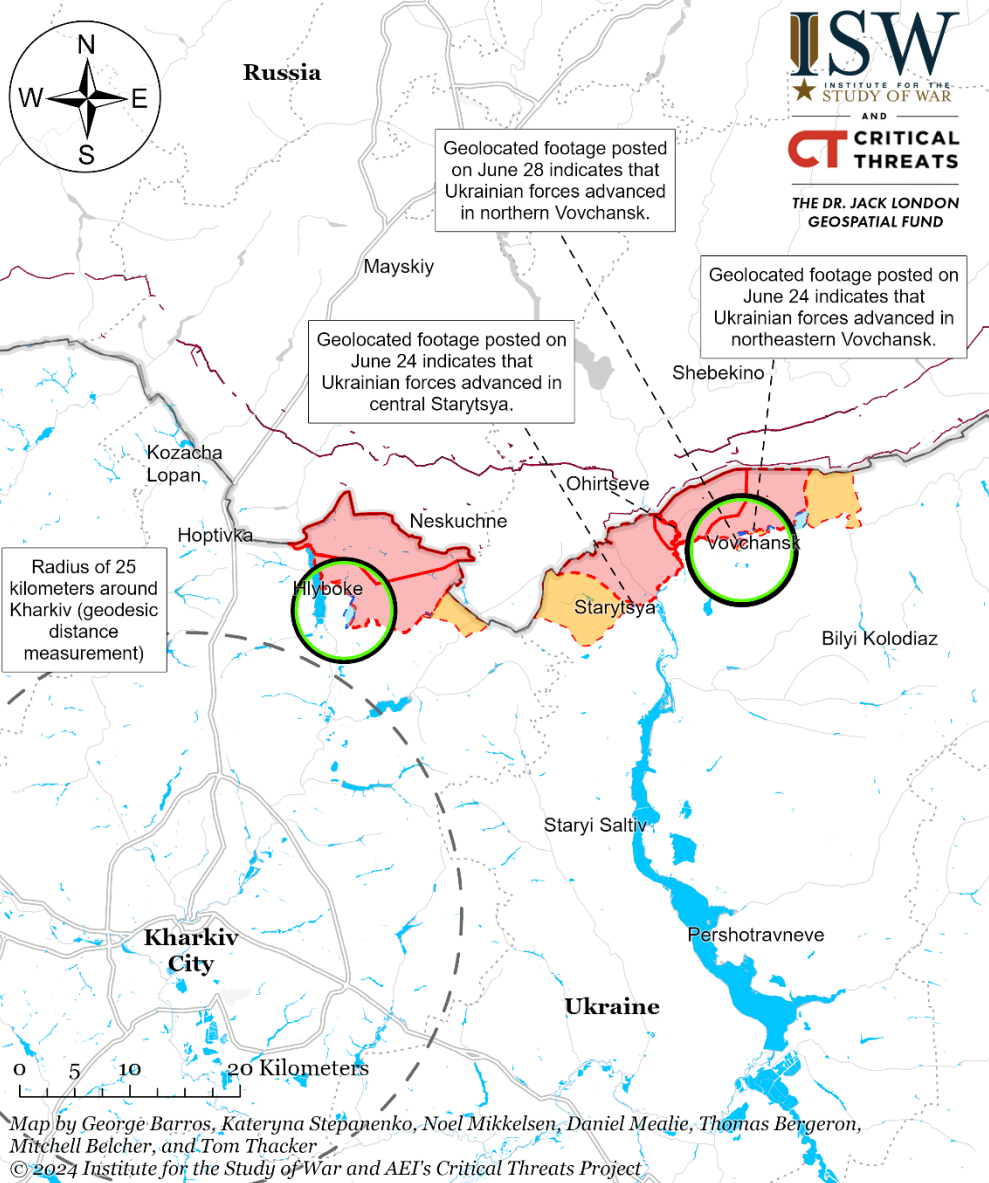 N
W
E
S
Russia
ISW
INSTITUTE FOR THE
STUDY OF WAR
AND
CT CRITICAL
THREATS
THE DR. JACK LONDON
GEOSPATIAL FUND
Geolocated footage posted
on June 28 indicates that
Ukrainian forces advanced
in northern Vovchansk.
Mayskiy
Geolocated footage posted on
June 24 indicates that
Ukrainian forces advanced in
northeastern Vovchansk.
Geolocated footage posted on
June 24 indicates that
Ukrainian forces advanced in
central Starytsya.
Shebekino
Kozacha
Lopan
Ohirtseve
Neskuchne
Hoptivka
Vovchansk
Radius of 25
kilometers around
Kharkiv (geodesic
distance
measurement)
Hlyboke
Starytsya
Bilyi Kolodiaz
Staryi Saltiv
Pershotravneve
Kharkiv
City
Ukraine
0 5 10 20 Kilometers
Map by George Barros, Kateryna Stepanenko, Noel Mikkelsen, Daniel Mealie, Thomas Bergeron,
Mitchell Belcher, and Tom Thacker
© 2024 Institute for the Study of War and AEI's Critical Threats Project